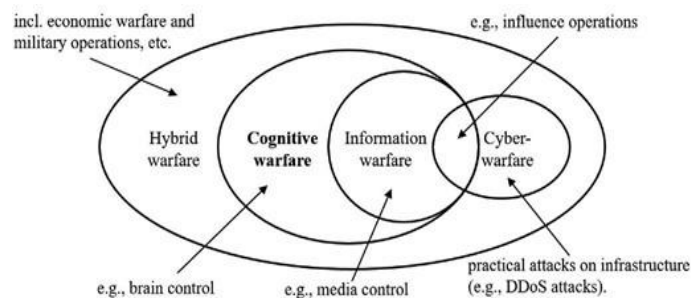 incl. economic warfare and
military operations, etc.
e.g., influence operations
Hybrid
warfare
Cognitive
warfare
Information
warfare
Cyber-
warfare
e.g., brain control
e.g., media control
practical attacks on infrastructure
(e.g., DDoS attacks).